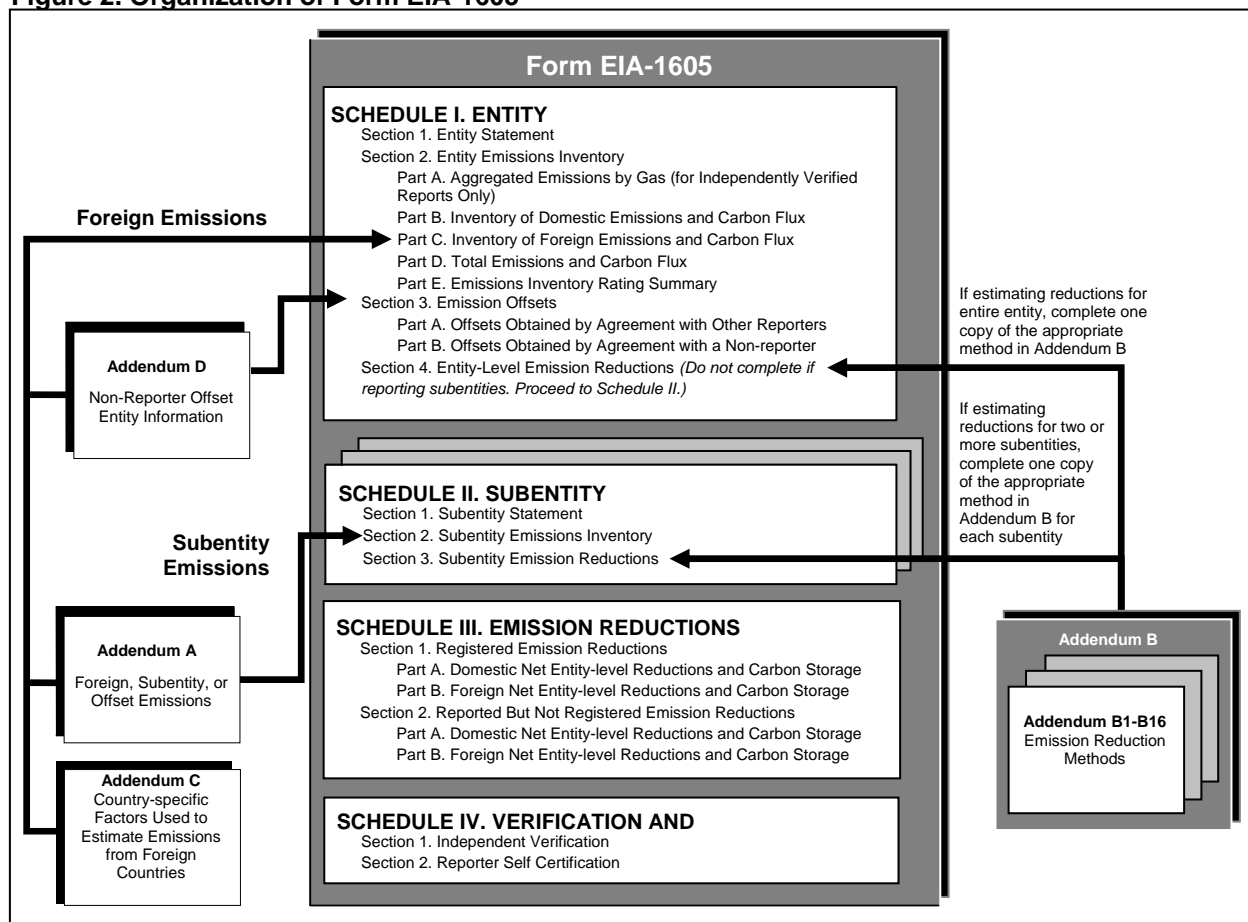 Figure 2. Organization of Form EIA-1605
Form EIA-1605
SCHEDULE I. ENTITY
Section 1. Entity Statement
Section 2. Entity Emissions Inventory
Part A. Aggregated Emissions by Gas (for Independently Verified
Reports Only)
Part B. Inventory of Domestic Emissions and Carbon Flux
Part C. Inventory of Foreign Emissions and Carbon Flux
Part D. Total Emissions and Carbon Flux
Part E. Emissions Inventory Rating Summary
Section 3. Emission Offsets
Part A. Offsets Obtained by Agreement with Other Reporters
Part B. Offsets Obtained by Agreement with a Non-reporter
Section 4. Entity-Level Emission Reductions (Do not complete if
reporting subentities. Proceed to Schedule II.)
Foreign Emissions
Addendum D
Non-Reporter Offset
Entity Information
If estimating reductions for
entire entity, complete one
copy of the appropriate
method in Addendum B
If estimating
reductions for two or
more subentities,
complete one copy
of the appropriate
method in
Addendum B for
each subentity
SCHEDULE II. SUBENTITY
Section 1. Subentity Statement
Section 2. Subentity Emissions Inventory
Section 3. Subentity Emission Reductions
Subentity
Emissions
Addendum A
Foreign, Subentity, or
Offset Emissions
Addendum C
Country-specific
Factors Used to
Estimate Emissions
from Foreign
Countries
SCHEDULE III. EMISSION REDUCTIONS
Section 1. Registered Emission Reductions
Part A. Domestic Net Entity-level Reductions and Carbon Storage
Part B. Foreign Net Entity-level Reductions and Carbon Storage
Section 2. Reported But Not Registered Emission Reductions
Part A. Domestic Net Entity-level Reductions and Carbon Storage
Part B. Foreign Net Entity-level Reductions and Carbon Storage
SCHEDULE IV. VERIFICATION AND
Section 1. Independent Verification
Section 2. Reporter Self Certification
Addendum B
Addendum B1-B16
Emission Reduction
Methods